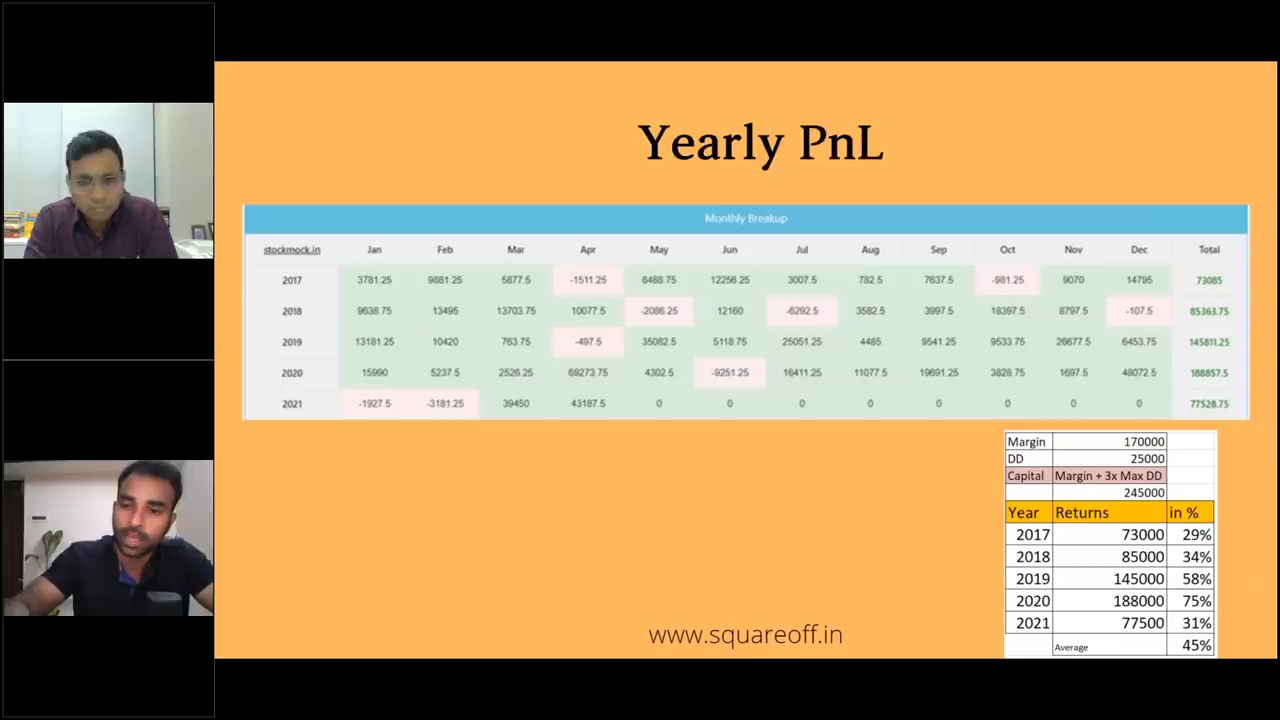 Yearly PnL
Monthly Breakup
stockmock.in Jan Feb Mar Apr May Jun Jul Aug Sep Oct Nov Dec Total
2017 3781.25 9881.25 5877.5 -1511.25 8488.75 12256.25 3007.5 782.5 7637.5 -981.25 9070 14795 73085
2018 9638.75 13495 13703.75 10077.5 -2086.25 12160 -6292.5 3582.5 3997.5 18397.5 8797.5 -107.5 85363.75
2019 13181.25 10420 763.75 -497.5 35082.5 5118.75 25051.25 4485 9541.25 9533.75 26677.5 6453.75 145811.25
2020 15990 5237.5 2526.25 69273.75 4302.5 -9251.25 16411.25 11077.5 19691.25 3828.75 1697.5 48072.5 188857.5
2021 -1927.5 -3181.25 39450 43187.5 0 0 0 0 0 0 0 0 77528.75
Margin 170000
DD 25000
Capital Margin + 3x Max DD
245000
Year Returns in %
2017 73000 29%
2018 85000 34%
2019 145000 58%
2020 188000 75%
2021 77500 31%
Average 45%
www.squareoff.in